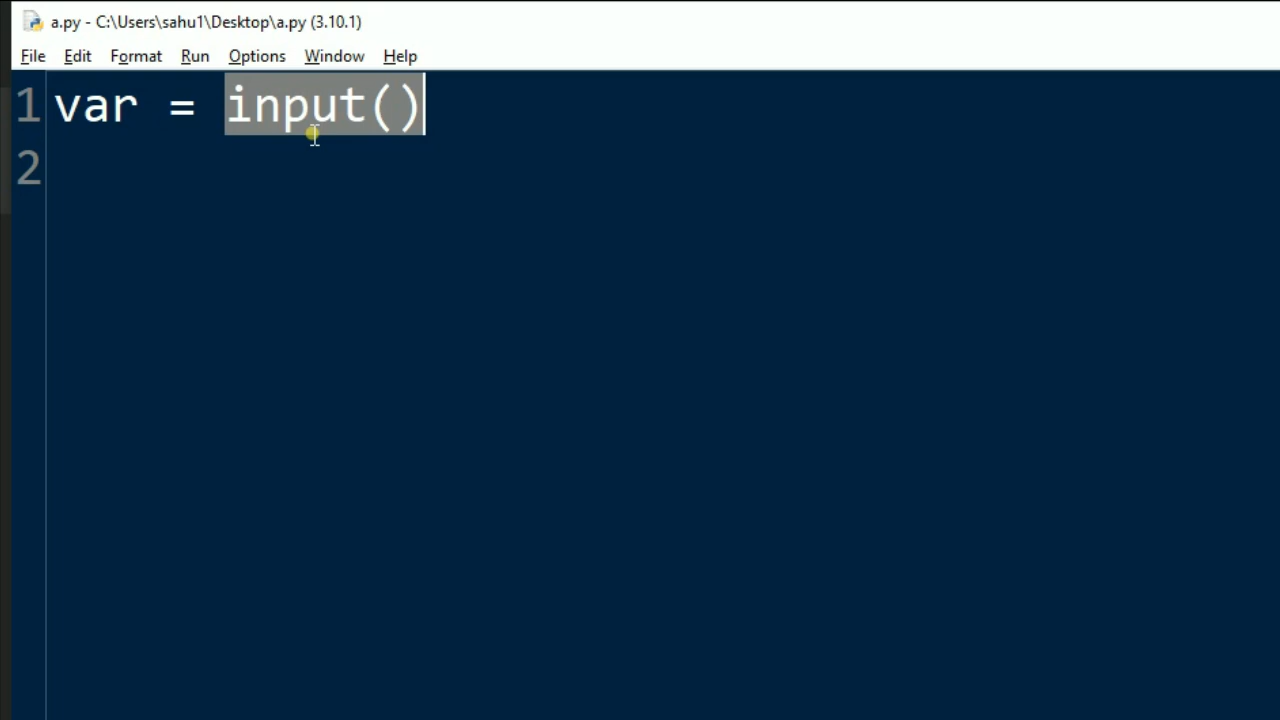 a.py - C:\Users\sahu1\Desktop\a.py (3.10.1)
File Edit Format Run Options Window Help
1 var = input()
2